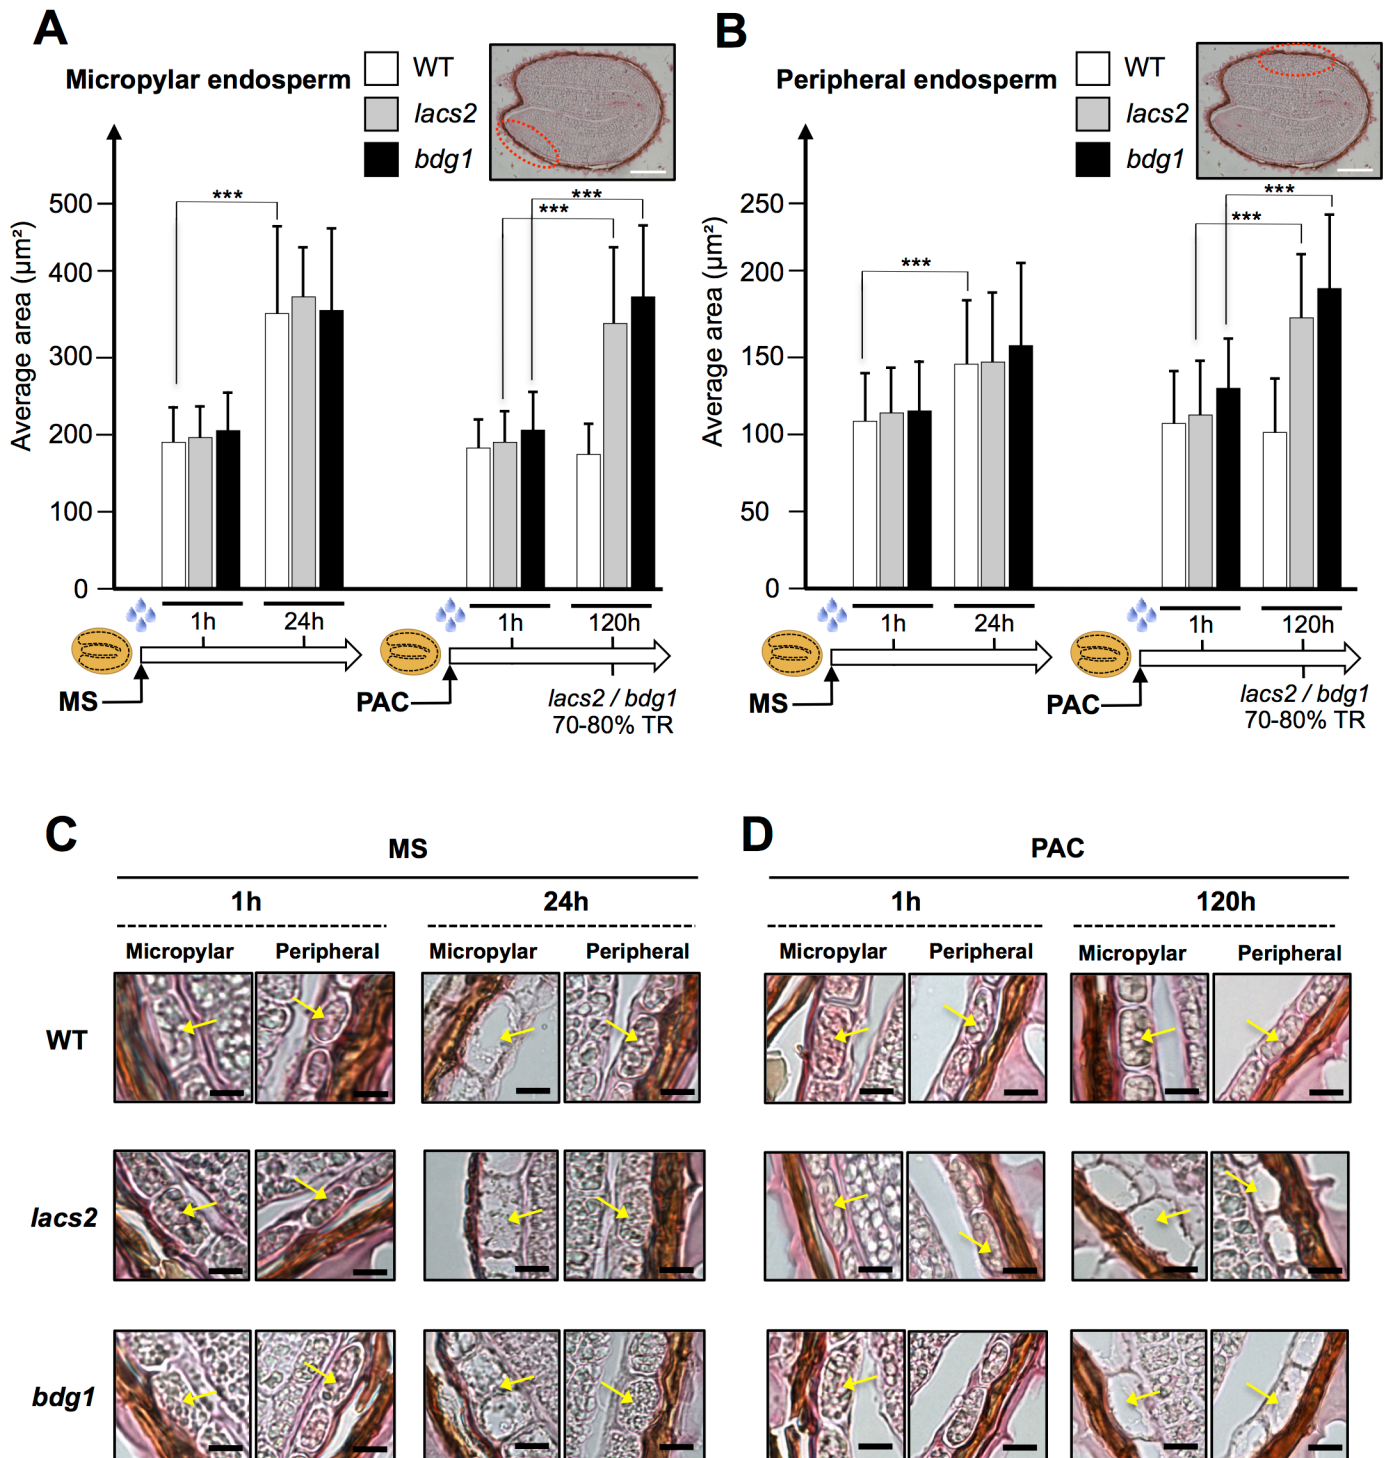 A
Micropylar endosperm
WT
lacs2
bdg1
Average area (µm²)
500
400
300
200
100
0
***
***
***
1h
24h
1h
120h
MS
PAC
lacs2 / bdg1
70-80% TR
B
Peripheral endosperm
WT
lacs2
bdg1
Average area (µm²)
250
200
150
100
50
0
***
***
***
1h
24h
1h
120h
MS
PAC
lacs2 / bdg1
70-80% TR
C
MS
1h
24h
Micropylar
Peripheral
Micropylar
Peripheral
D
PAC
1h
120h
Micropylar
Peripheral
Micropylar
Peripheral
WT
lacs2
bdg1